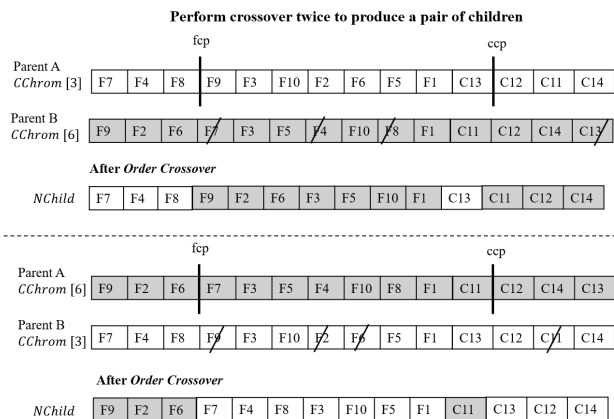 Perform crossover twice to produce a pair of children
fcp ccp
Parent A
CChrom [3] F7 F4 F8 F9 F3 F10 F2 F6 F5 F1 C13 C12 C11 C14
Parent B
CChrom [6] F9 F2 F6 F7 F3 F5 F4 F10 F8 F1 C11 C12 C14 C13
After Order Crossover
NChild F7 F4 F8 F9 F2 F6 F3 F5 F10 F1 C13 C11 C12 C14
fcp ccp
Parent A
CChrom [6] F9 F2 F6 F7 F3 F5 F4 F10 F8 F1 C11 C12 C14 C13
Parent B
CChrom [3] F7 F4 F8 F9 F3 F10 F2 F6 F5 F1 C13 C12 C11 C14
After Order Crossover
NChild F9 F2 F6 F7 F4 F8 F3 F10 F5 F1 C11 C13 C12 C14